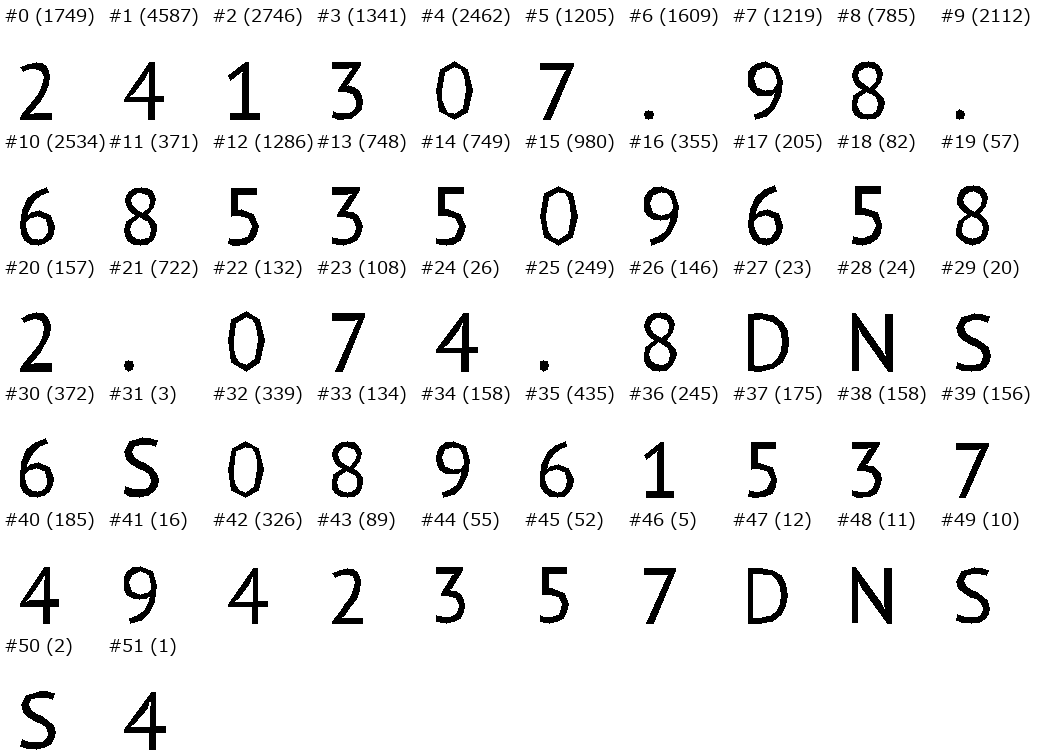 #0 (1749) #1 (4587) #2 (2746) #3 (1341) #4 (2462) #5 (1205) #6 (1609) #7 (1219) #8 (785) #9 (2112)
2 4 1 3 0 7 . 9 8 .
#10 (2534) #11 (371) #12 (1286) #13 (748) #14 (749) #15 (980) #16 (355) #17 (205) #18 (82) #19 (57)
6 8 5 3 5 0 9 6 5 8
#20 (157) #21 (722) #22 (132) #23 (108) #24 (26) #25 (249) #26 (146) #27 (23) #28 (24) #29 (20)
2 . 0 7 4 . 8 D N S
#30 (372) #31 (3) #32 (339) #33 (134) #34 (158) #35 (435) #36 (245) #37 (175) #38 (158) #39 (156)
6 S 0 8 9 6 1 5 3 7
#40 (185) #41 (16) #42 (326) #43 (89) #44 (55) #45 (52) #46 (5) #47 (12) #48 (11) #49 (10)
4 9 4 2 3 5 7 D N S
#50 (2) #51 (1)
S 4